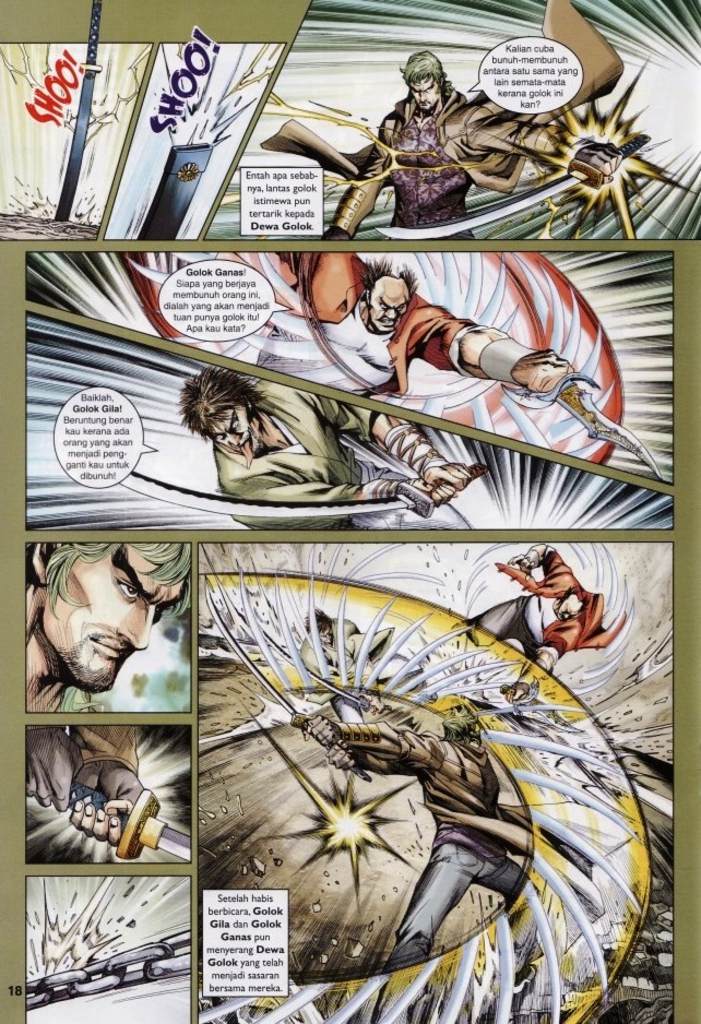 SHOO!
SHOO!
Kalian cuba
bunuh-membunuh
antara satu sama yang
lain semata-mata
kerana golok ini
kan?
Entah apa sebab-
nya, lantas golok
istimewa pun
tertarik kepada
Dewa Golok.
Golok Ganas!
Siapa yang berjaya
membunuh orang ini,
dialah yang akan menjadi
tuan punya golok itu!
Apa kau kata?
Baiklah,
Golok Gila!
Beruntung benar
kau kerana ada
orang yang akan
menjadi peng-
ganti kau untuk
dibunuh!
Setelah habis
berbicara, Golok
Gila dan Golok
Ganas pun
menyerang Dewa
Golok yang telah
menjadi sasaran
bersama mereka.
18